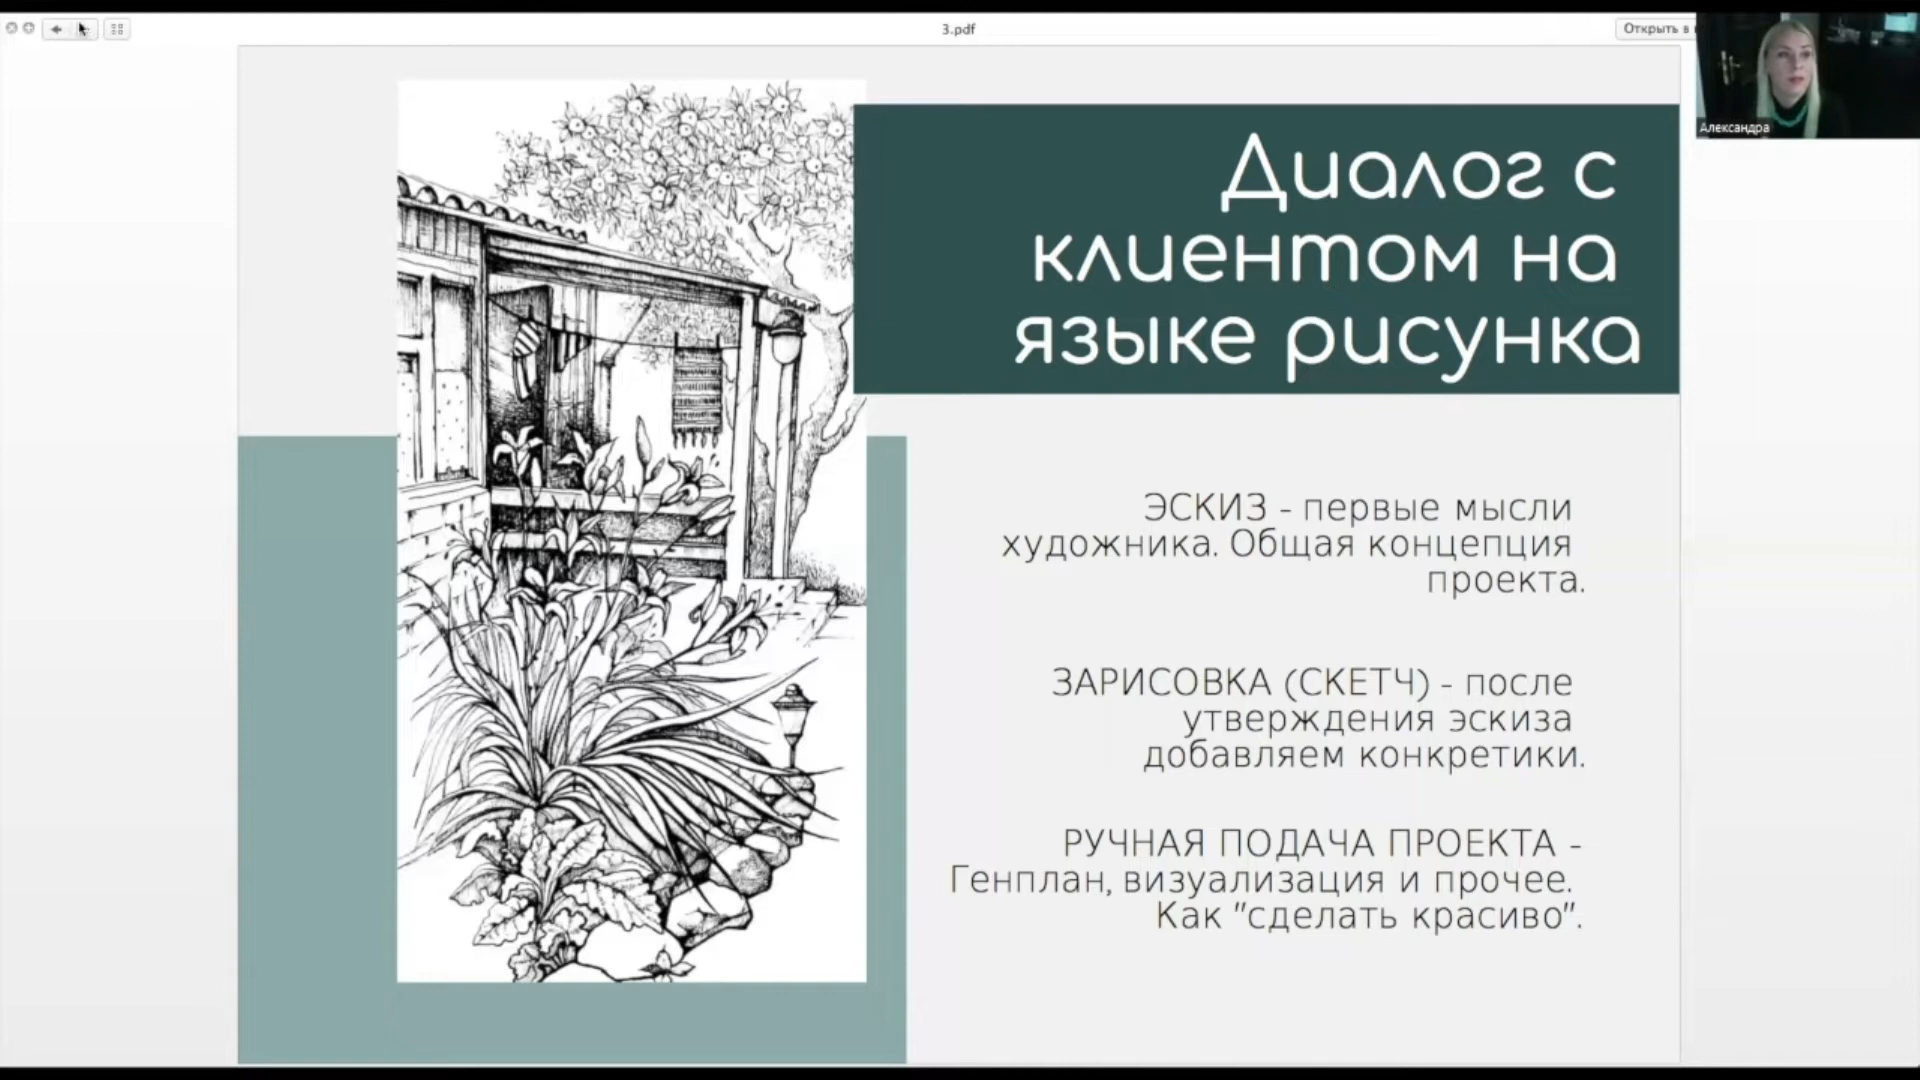 3.pdf
Открыть в
Александра
Диалог с
клиентом на
языке рисунка
ЭСКИЗ - первые мысли
художника. Общая концепция
проекта.
ЗАРИСОВКА (СКЕТЧ) - после
утверждения эскиза
добавляем конкретики.
РУЧНАЯ ПОДАЧА ПРОЕКТА -
Генплан, визуализация и прочее.
Как "сделать красиво".